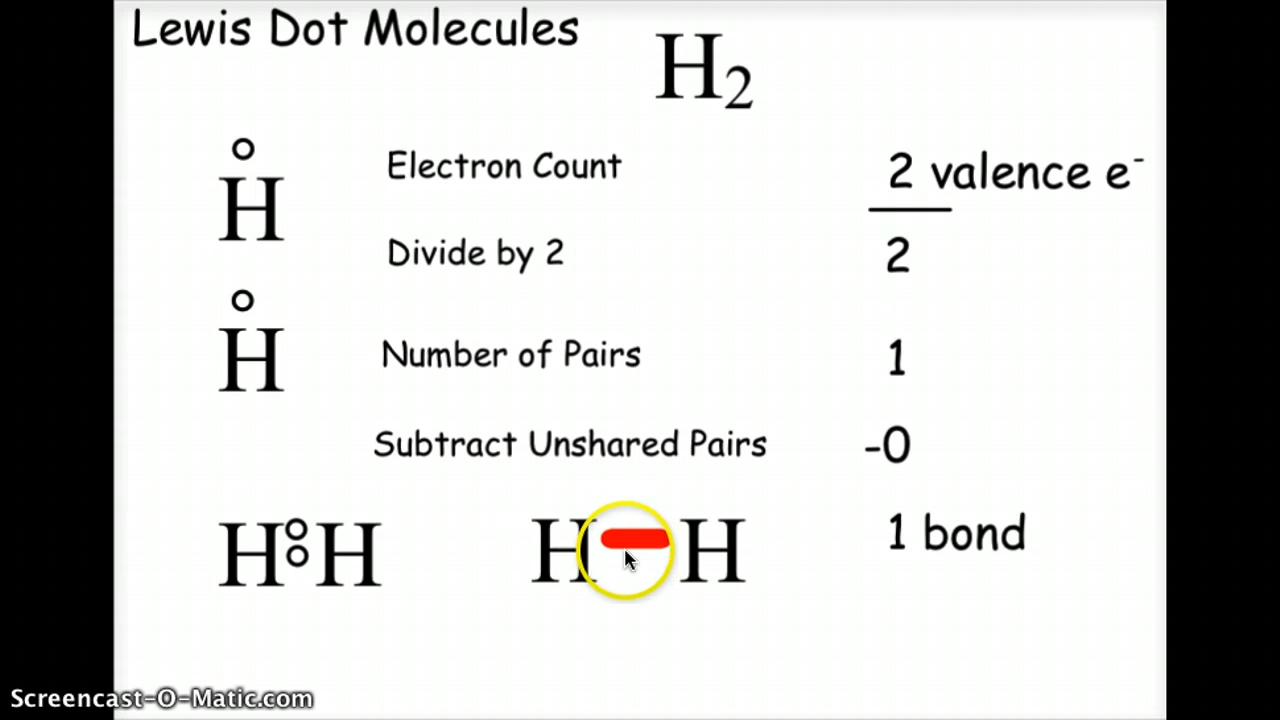 Lewis Dot Molecules
H₂
H
Electron Count
2 valence e⁻
Divide by 2
2
H
Number of Pairs
1
Subtract Unshared Pairs
-0
H H
H H
1 bond
Screencast-O-Matic.com